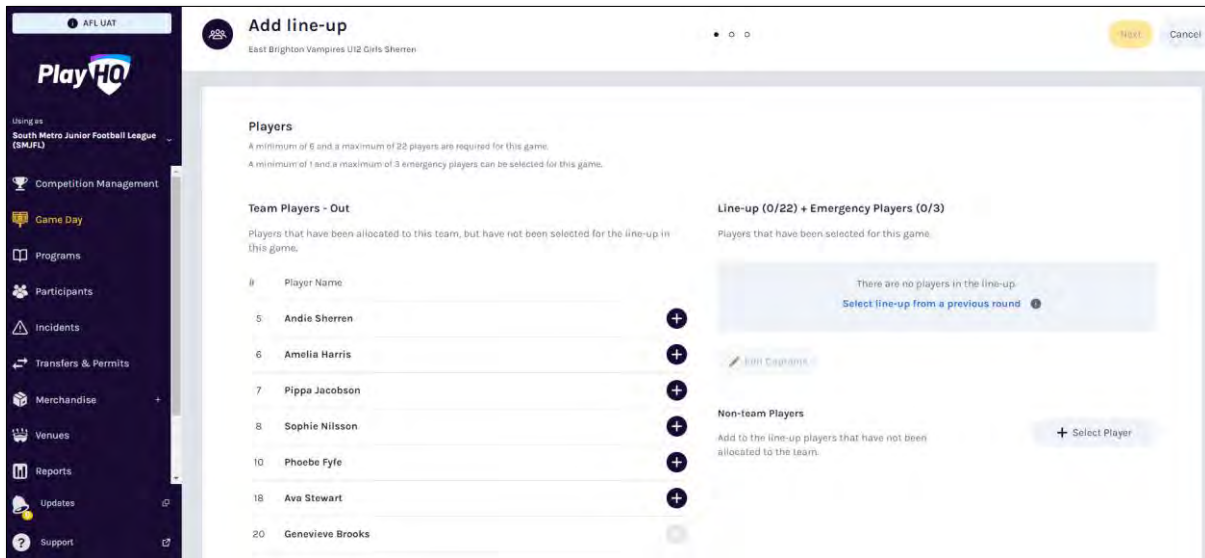 AFL UAT
PlayHQ
Using as
South Metro Junior Football League
(SMJFL)
Competition Management
Game Day
Programs
Participants
Incidents
Transfers & Permits
Merchandise +
Venues
Reports
Updates
Support
Add line-up
East Brighton Vampires U12 Girls Sherren
Next
Cancel
Players
A minimum of 6 and a maximum of 22 players are required for this game.
A minimum of 1 and a maximum of 3 emergency players can be selected for this game.
Team Players - Out
Players that have been allocated to this team, but have not been selected for the line-up in
this game.
# Player Name
5 Andie Sherren
6 Amelia Harris
7 Pippa Jacobson
8 Sophie Nilsson
10 Phoebe Fyfe
18 Ava Stewart
20 Genevieve Brooks
Line-up (0/22) + Emergency Players (0/3)
Players that have been selected for this game.
There are no players in the line-up.
Select line-up from a previous round
Edit Captains
Non-team Players
Add to the line-up players that have not been
allocated to the team.
+ Select Player